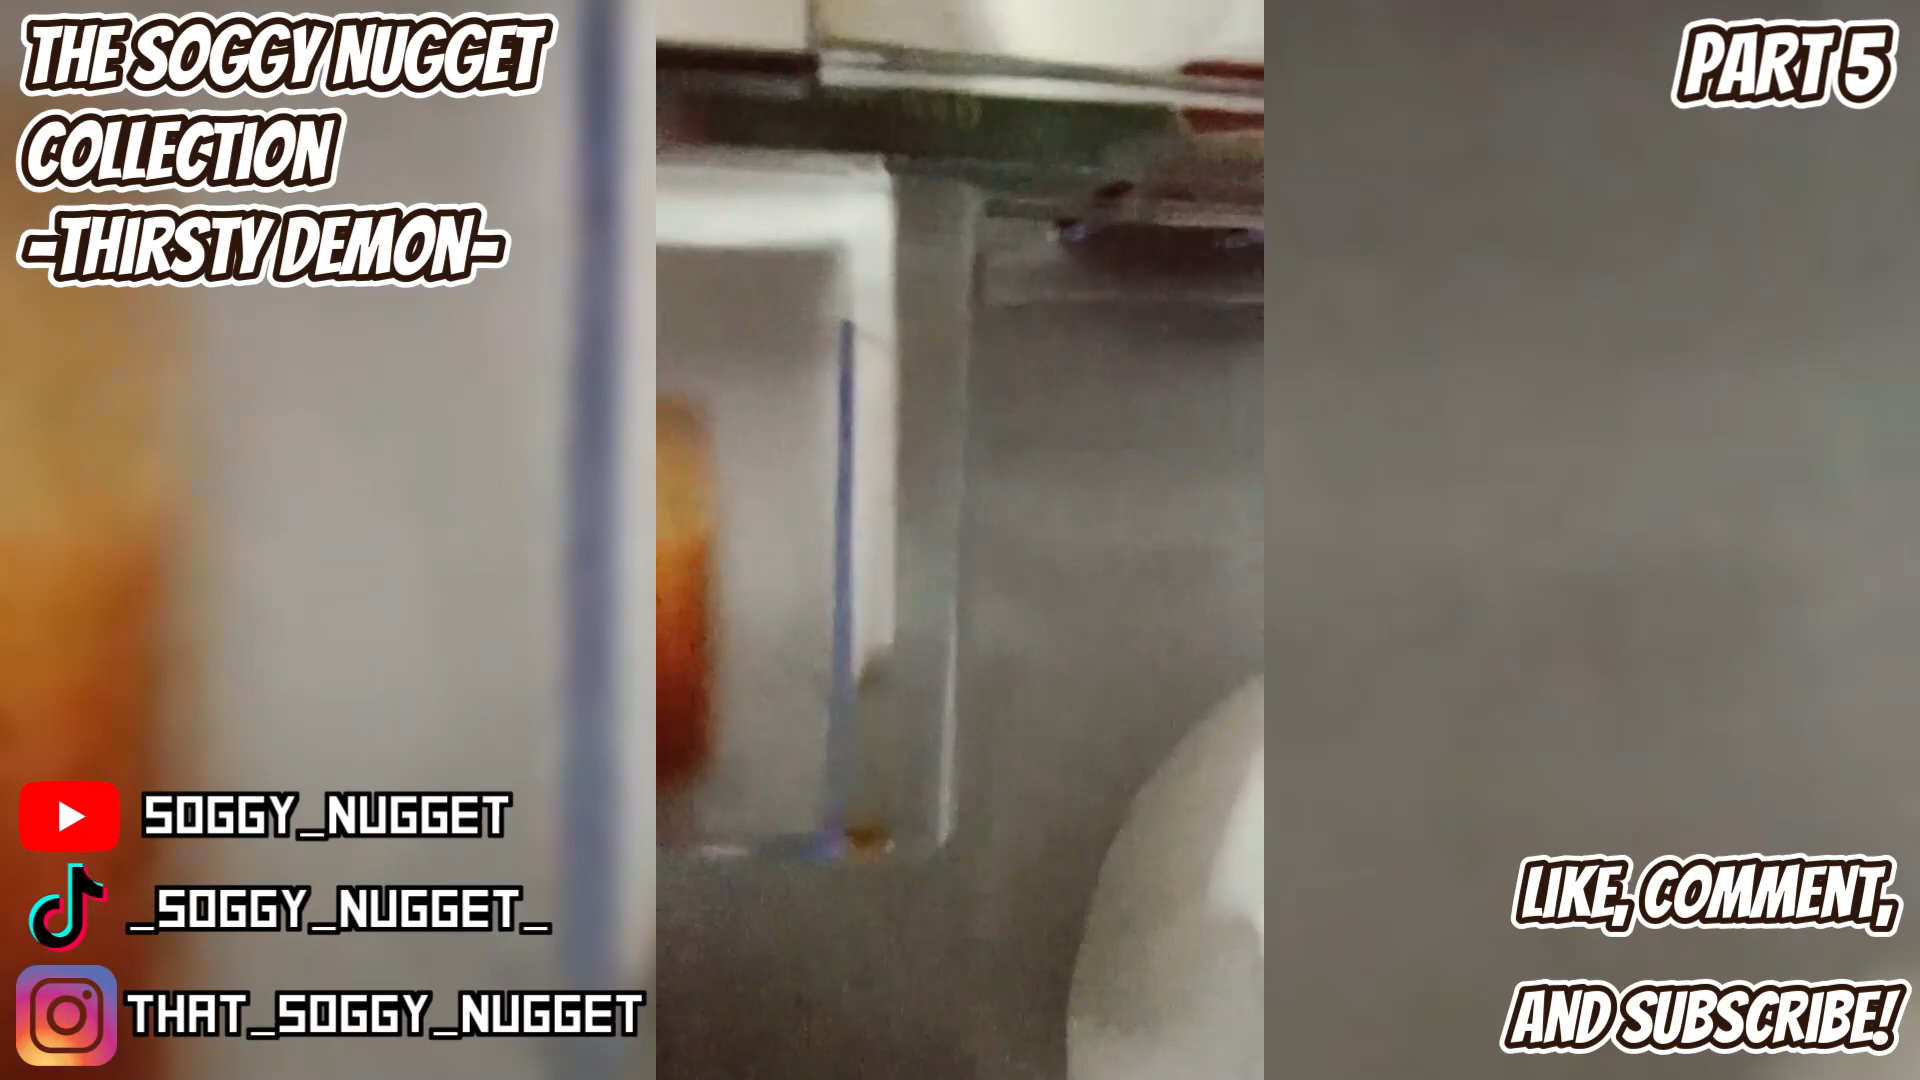 THE SOGGY NUGGET
COLLECTION
-THIRSTY DEMON-
PART 5
SOGGY_NUGGET
_SOGGY_NUGGET_
THAT_SOGGY_NUGGET
LIKE, COMMENT,
AND SUBSCRIBE!